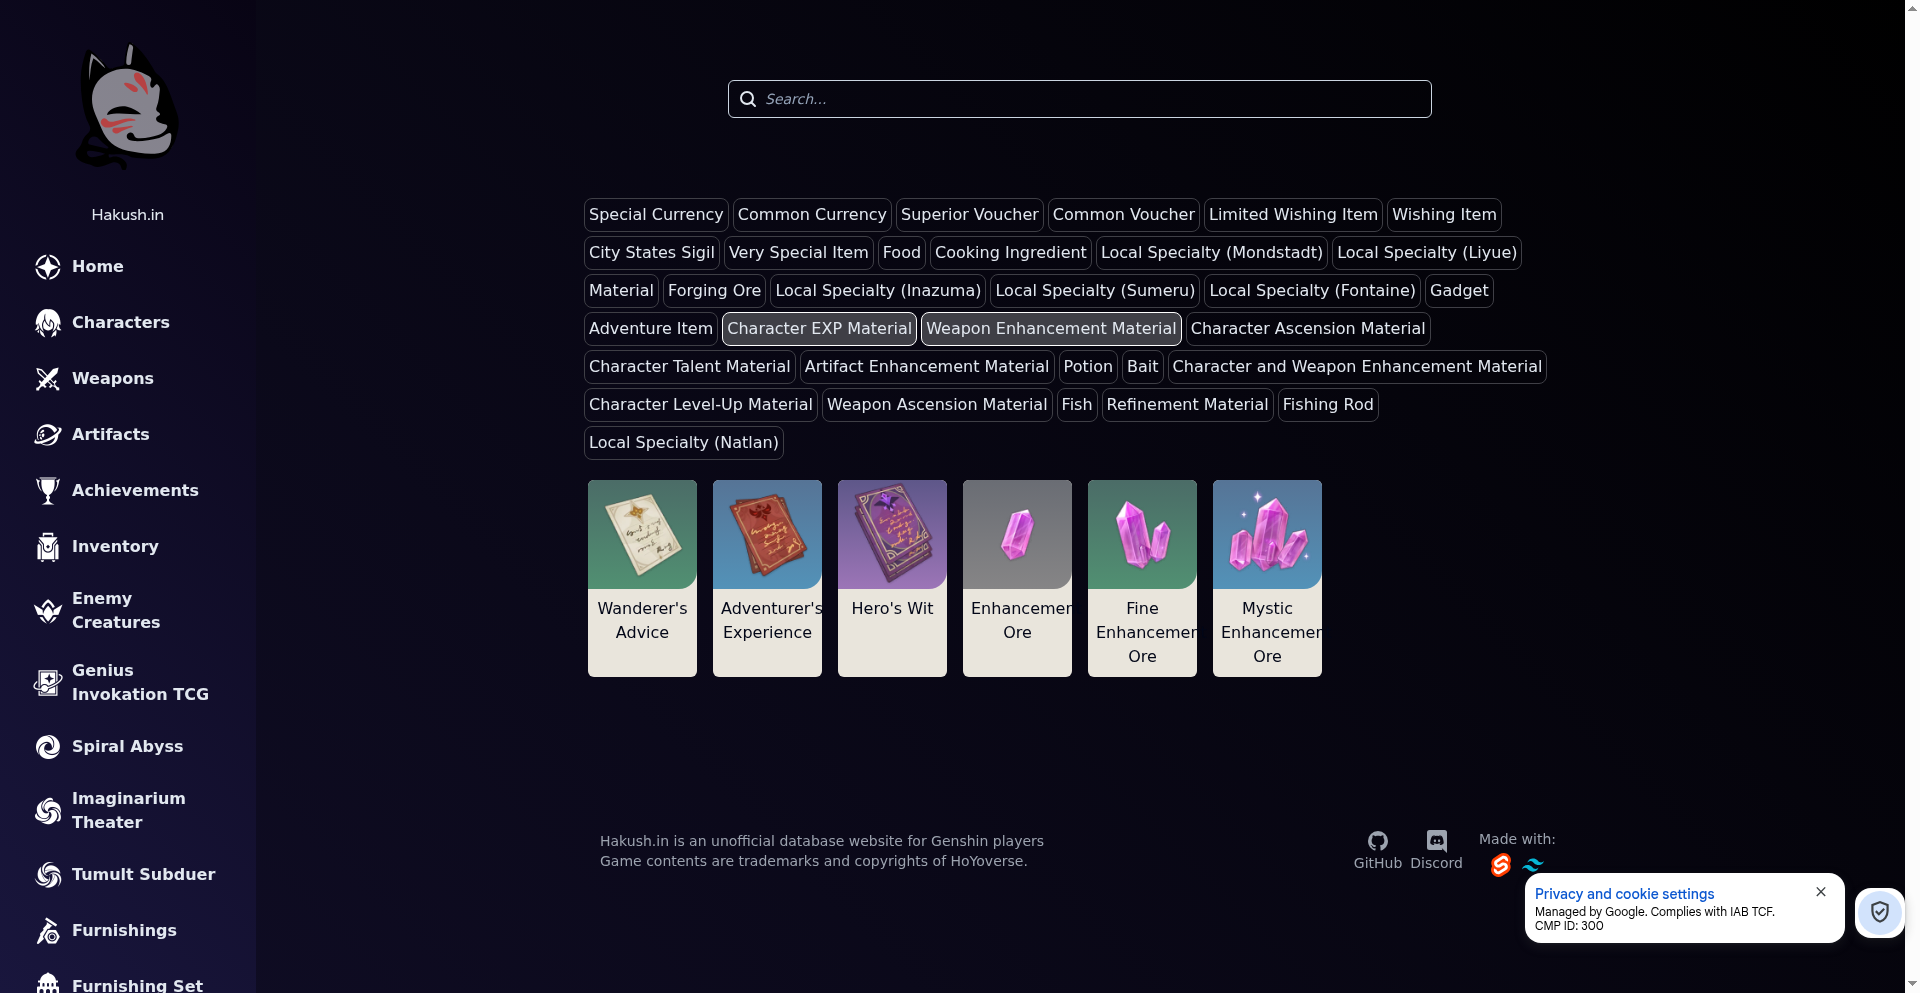 Search...
Hakush.in
Home
Characters
Weapons
Artifacts
Achievements
Inventory
Enemy
Creatures
Genius
Invokation TCG
Spiral Abyss
Imaginarium
Theater
Tumult Subduer
Furnishings
Furnishing Set
Special Currency Common Currency Superior Voucher Common Voucher Limited Wishing Item Wishing Item
City States Sigil Very Special Item Food Cooking Ingredient Local Specialty (Mondstadt) Local Specialty (Liyue)
Material Forging Ore Local Specialty (Inazuma) Local Specialty (Sumeru) Local Specialty (Fontaine) Gadget
Adventure Item Character EXP Material Weapon Enhancement Material Character Ascension Material
Character Talent Material Artifact Enhancement Material Potion Bait Character and Weapon Enhancement Material
Character Level-Up Material Weapon Ascension Material Fish Refinement Material Fishing Rod
Local Specialty (Natlan)
Wanderer's
Advice
Adventurer's
Experience
Hero's Wit
Enhancemer
Ore
Fine
Enhancemer
Ore
Mystic
Enhancemer
Ore
Hakush.in is an unofficial database website for Genshin players
Game contents are trademarks and copyrights of HoYoverse.
GitHub
Discord
Made with:
Privacy and cookie settings
Managed by Google. Complies with IAB TCF.
CMP ID: 300